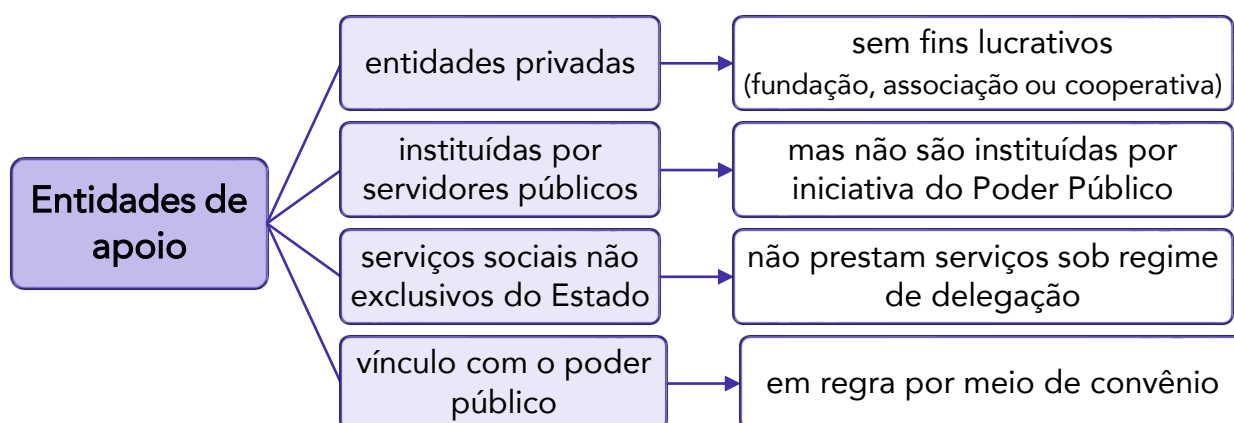 Entidades de
apoio
entidades privadas
sem fins lucrativos
(fundação, associação ou cooperativa)
instituídas por
servidores públicos
mas não são instituídas por
iniciativa do Poder Público
serviços sociais não
exclusivos do Estado
não prestam serviços sob regime
de delegação
vínculo com o poder
público
em regra por meio de convênio